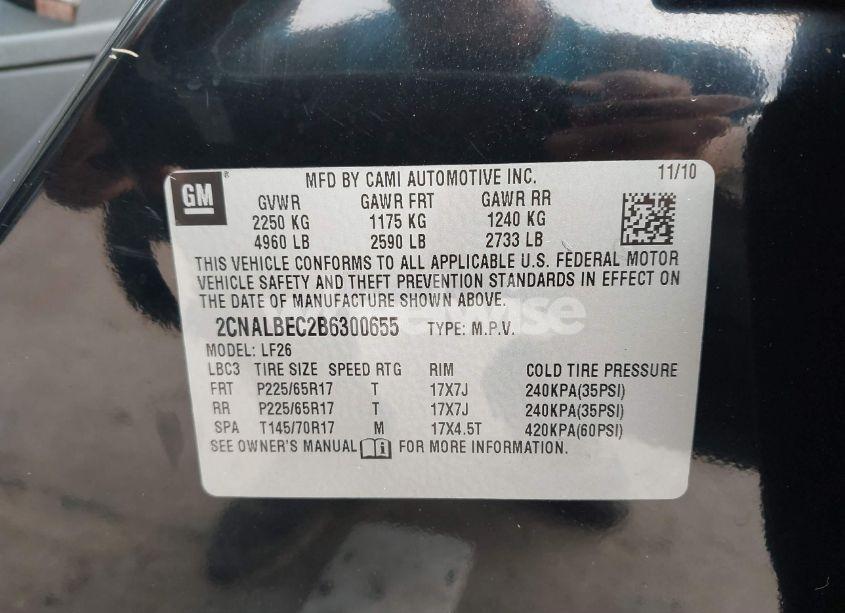 GM ®
MFD BY CAMI AUTOMOTIVE INC. 11/10
GVWR GAWR FRT GAWR RR
2250 KG 1175 KG 1240 KG
4960 LB 2590 LB 2733 LB
THIS VEHICLE CONFORMS TO ALL APPLICABLE U.S. FEDERAL MOTOR
VEHICLE SAFETY AND THEFT PREVENTION STANDARDS IN EFFECT ON
THE DATE OF MANUFACTURE SHOWN ABOVE.
2CNALBEC2B6300655 TYPE: M.P.V.
MODEL: LF26
LBC3 TIRE SIZE SPEED RTG RIM COLD TIRE PRESSURE
FRT P225/65R17 T 17X7J 240KPA(35PSI)
RR P225/65R17 T 17X7J 240KPA(35PSI)
SPA T145/70R17 M 17X4.5T 420KPA(60PSI)
SEE OWNER'S MANUAL i FOR MORE INFORMATION.